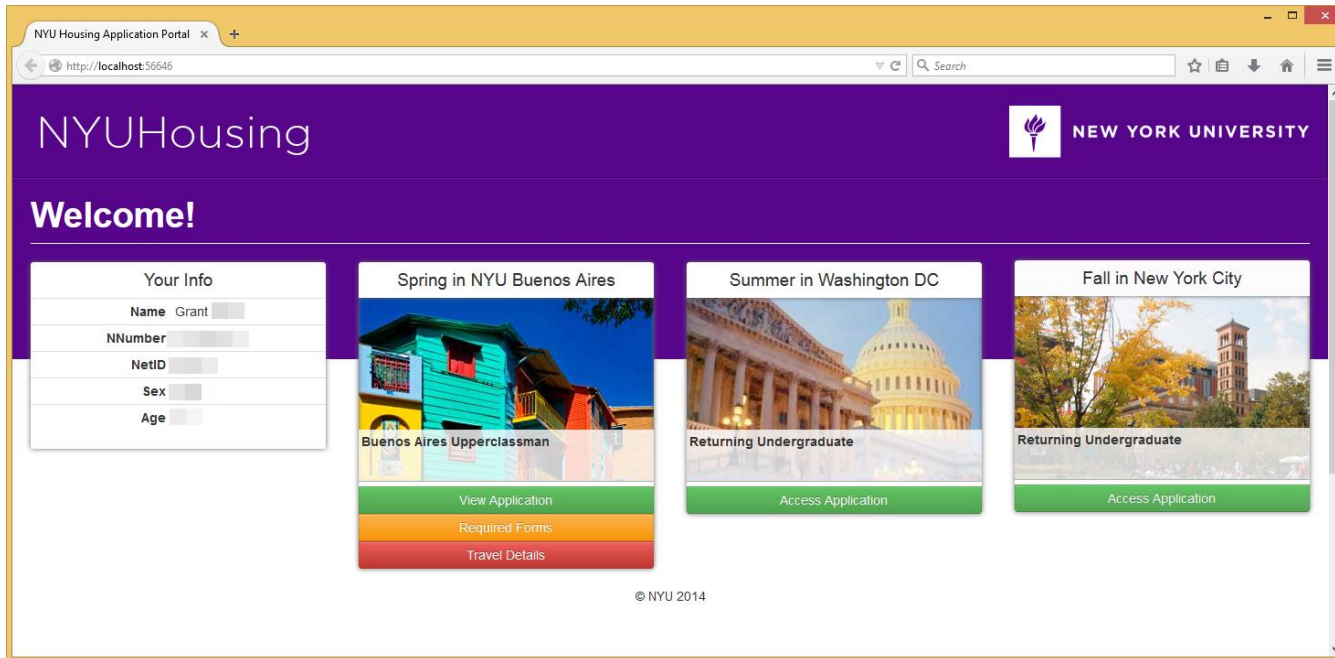 NYU Housing Application Portal
http://localhost:56646
Search
NYUHousing
NEW YORK UNIVERSITY
Welcome!
Your Info
Name Grant
NNumber
NetID
Sex
Age
Spring in NYU Buenos Aires
Buenos Aires Upperclassman
View Application
Required Forms
Travel Details
Summer in Washington DC
Returning Undergraduate
Access Application
Fall in New York City
Returning Undergraduate
Access Application
© NYU 2014